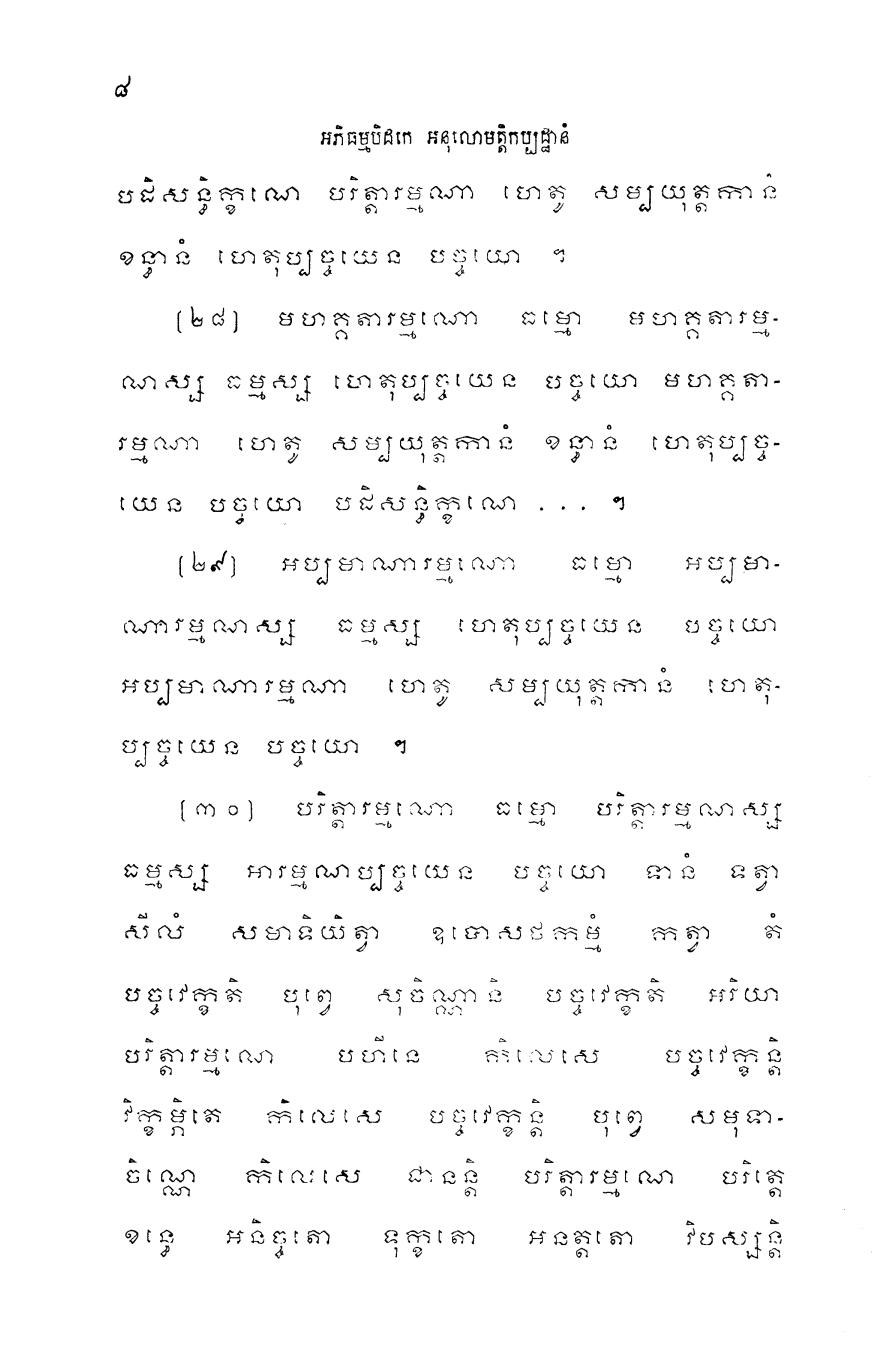 ៨
អភិធម្មបិដកេ អនុលោមត្តិកប្បដ្ឋានំ
បដិសន្ធិក្ខណេ បរិត្តារម្មណា ហេតូ សម្បយុត្តកានំ
ខន្ធានំ ហេតុប្បច្ចយេន បច្ចយោ ។
(២៨) មហគ្គតារម្មណោ ធម្មោ មហគ្គតារម្ម-
ណស្ស ធម្មស្ស ហេតុប្បច្ចយេន បច្ចយោ មហគ្គតា-
រម្មណា ហេតូ សម្បយុត្តកានំ ខន្ធានំ ហេតុប្បច្ច-
យេន បច្ចយោ បដិសន្ធិក្ខណេ ... ។
(២៩) អប្បមាណារម្មណោ ធម្មោ អប្បមា-
ណារម្មណស្ស ធម្មស្ស ហេតុប្បច្ចយេន បច្ចយោ
អប្បមាណារម្មណា ហេតូ សម្បយុត្តកានំ ហេតុ-
ប្បច្ចយេន បច្ចយោ ។
(៣០) បរិត្តារម្មណោ ធម្មោ បរិត្តារម្មណស្ស
ធម្មស្ស អារម្មណប្បច្ចយេន បច្ចយោ ទានំ ទត្វា
សីលំ សមាទិយិត្វា ឧបោសថកម្មំ កត្វា តំ
បច្ចវេក្ខតិ បុព្វេ សុចិណ្ណានិ បច្ចវេក្ខតិ អរិយា
បរិត្តារម្មណេ បហីនេ កិលេសេ បច្ចវេក្ខន្តិ
វិក្ខម្ភិតេ កិលេសេ បច្ចវេក្ខន្តិ បុព្វេ សមុទា-
ចិណ្ណេ កិលេសេ ជានន្តិ បរិត្តារម្មណេ បរិត្តេ
ខន្ធេ អនិច្ចតោ ទុក្ខតោ អនត្តតោ វិបស្សន្តិ